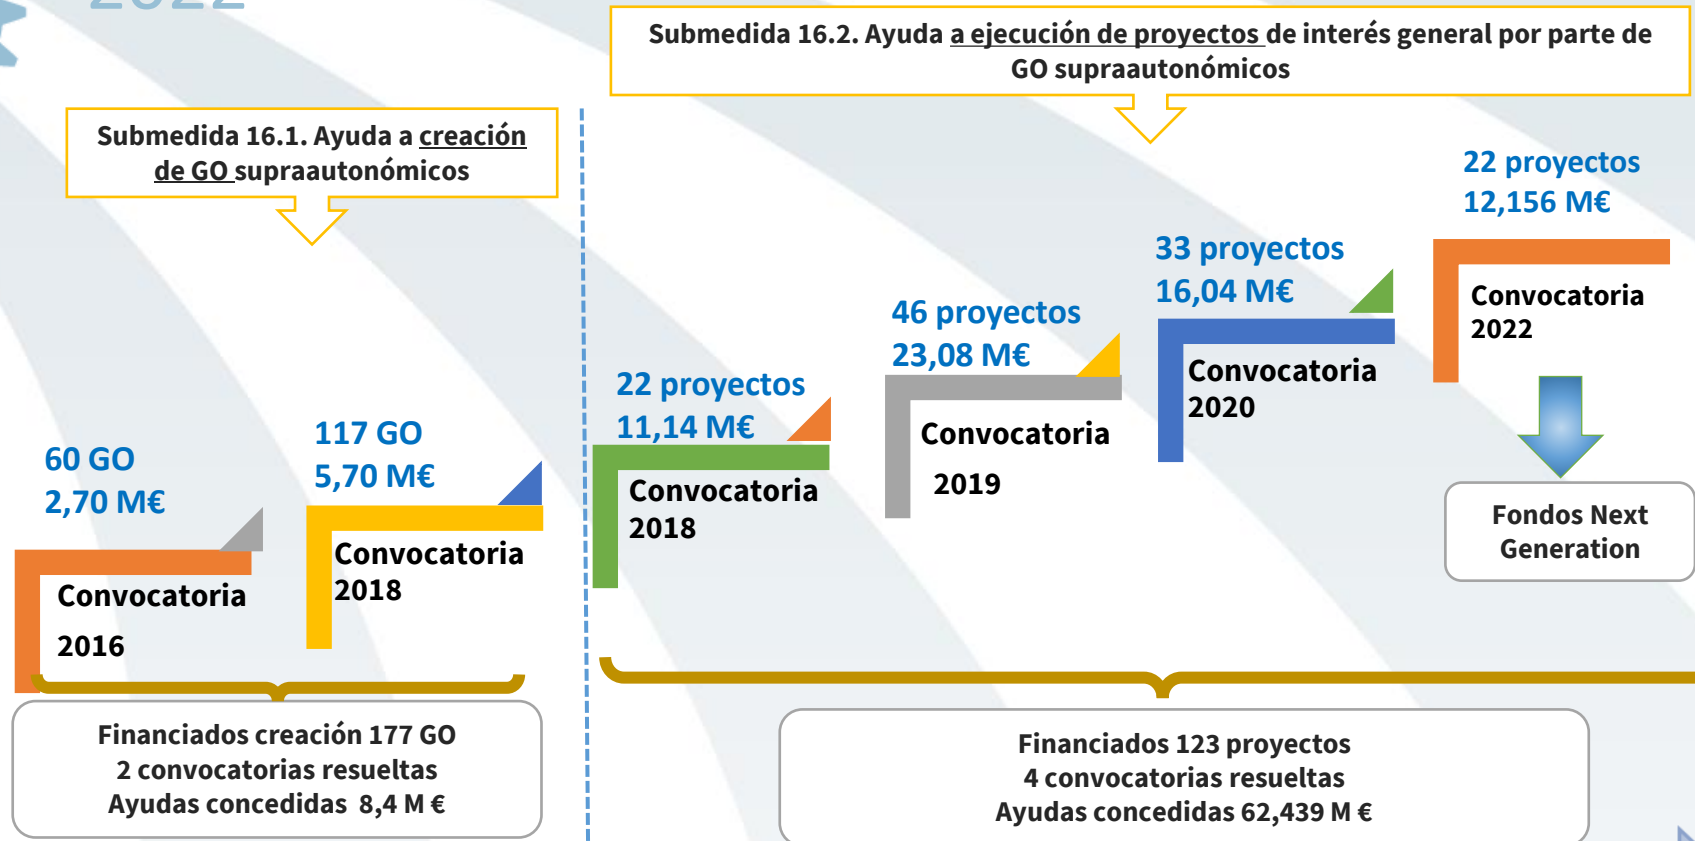 2022
Submedida 16.2. Ayuda a ejecución de proyectos de interés general por parte de
GO supraautonómicos
Submedida 16.1. Ayuda a creación
de GO supraautonómicos
60 GO
2,70 M€
Convocatoria
2016
117 GO
5,70 M€
Convocatoria
2018
22 proyectos
11,14 M€
Convocatoria
2018
46 proyectos
23,08 M€
Convocatoria
2019
33 proyectos
16,04 M€
Convocatoria
2020
22 proyectos
12,156 M€
Convocatoria
2022
Fondos Next
Generation
Financiados creación 177 GO
2 convocatorias resueltas
Ayudas concedidas 8,4 M €
Financiados 123 proyectos
4 convocatorias resueltas
Ayudas concedidas 62,439 M €